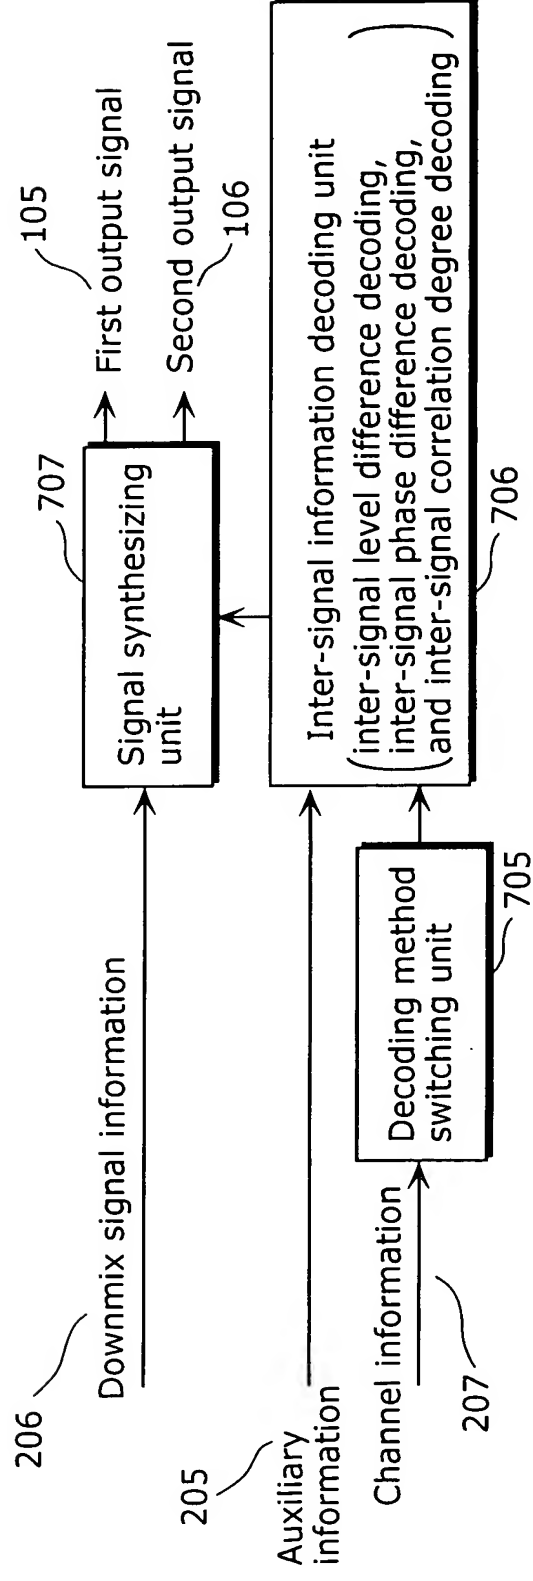 206
Downmix signal information
707
Signal synthesizing
unit
105
First output signal
Second output signal
106
205
Auxiliary
information
Inter-signal information decoding unit
inter-signal level difference decoding,
inter-signal phase difference decoding,
and inter-signal correlation degree decoding
706
Channel information
207
Decoding method
switching unit
705